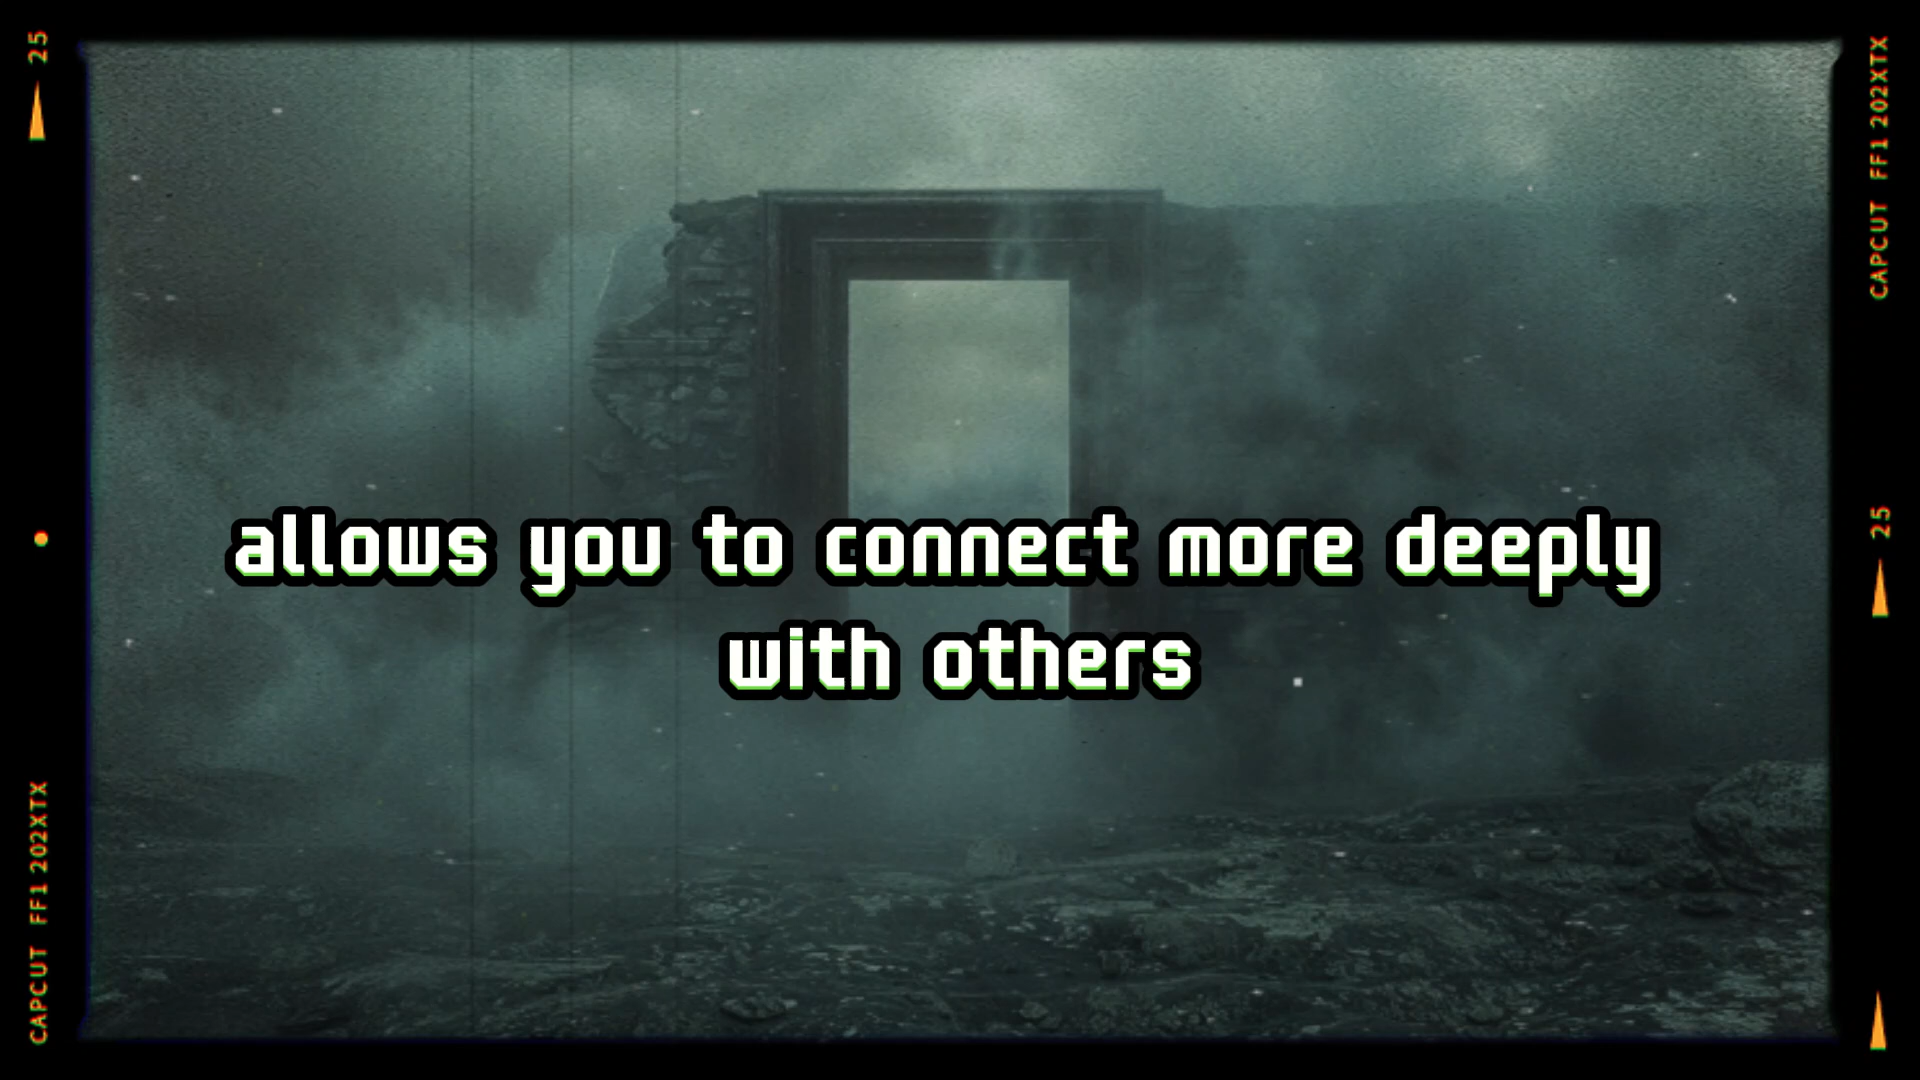 25
CAPCUT FF1 202XTX
allows you to connect more deeply
with others
25
CAPCUT FF1 202XTX